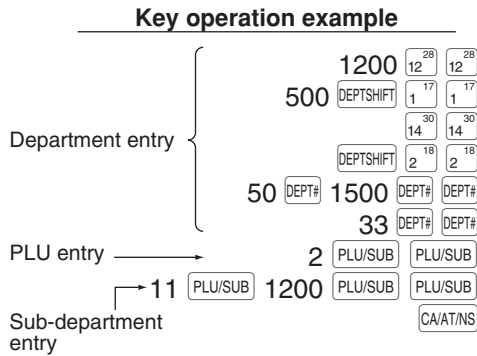 Key operation example
Department entry
1200 12 28 12 28
500 DEPTSHIFT 1 17 1 17
14 30 14 30
DEPTSHIFT 2 18 2 18
50 DEPT# 1500 DEPT# DEPT#
33 DEPT# DEPT#
PLU entry 2 PLU/SUB PLU/SUB
11 PLU/SUB 1200 PLU/SUB PLU/SUB
Sub-department
entry
CA/AT/NS